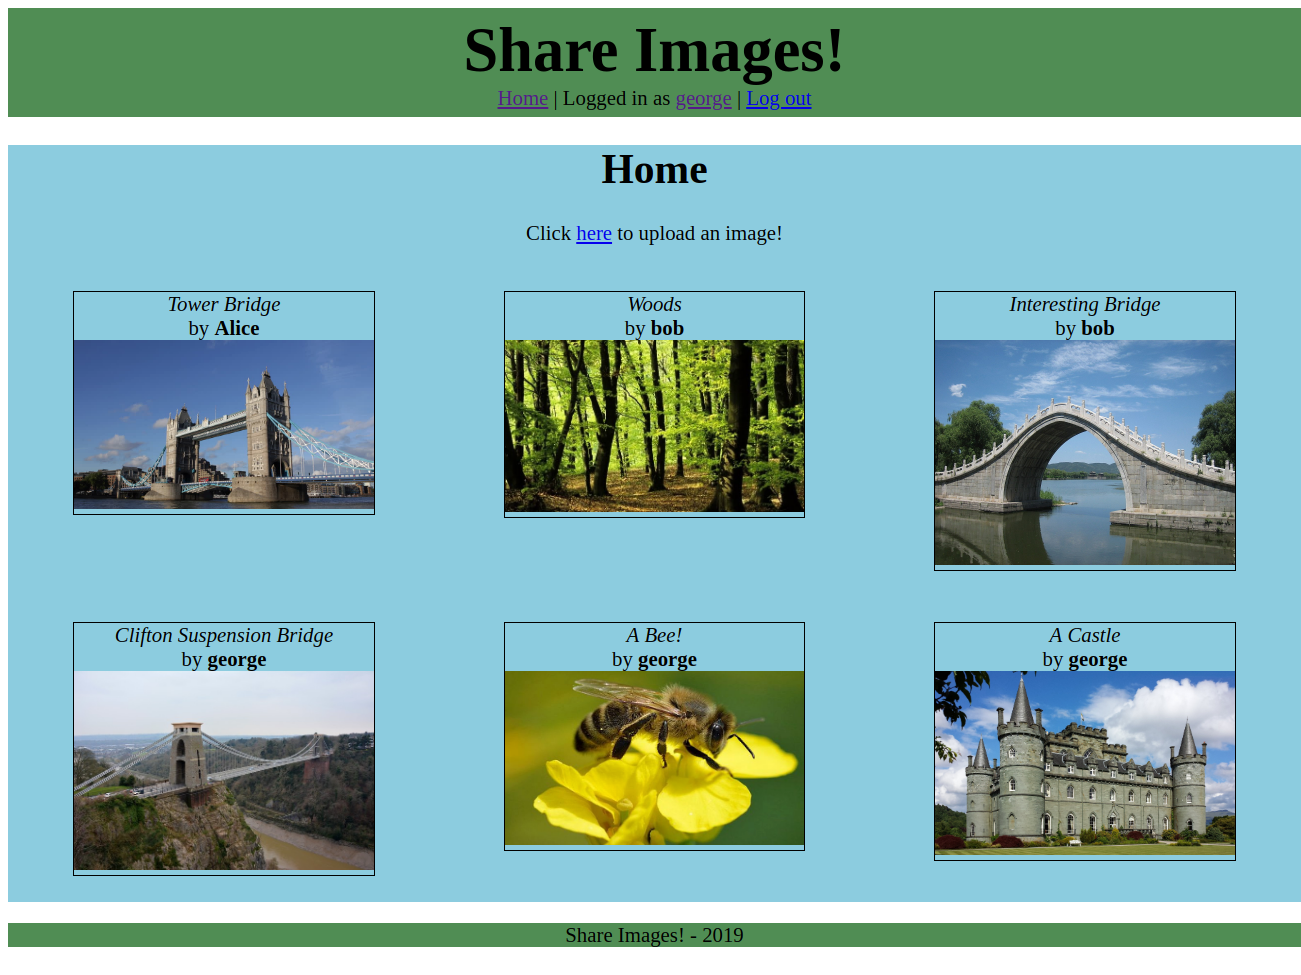 Share Images!
Home | Logged in as george | Log out
Home
Click here to upload an image!
Tower Bridge
by Alice
Woods
by bob
Interesting Bridge
by bob
Clifton Suspension Bridge
by george
A Bee!
by george
A Castle
by george
Share Images! - 2019